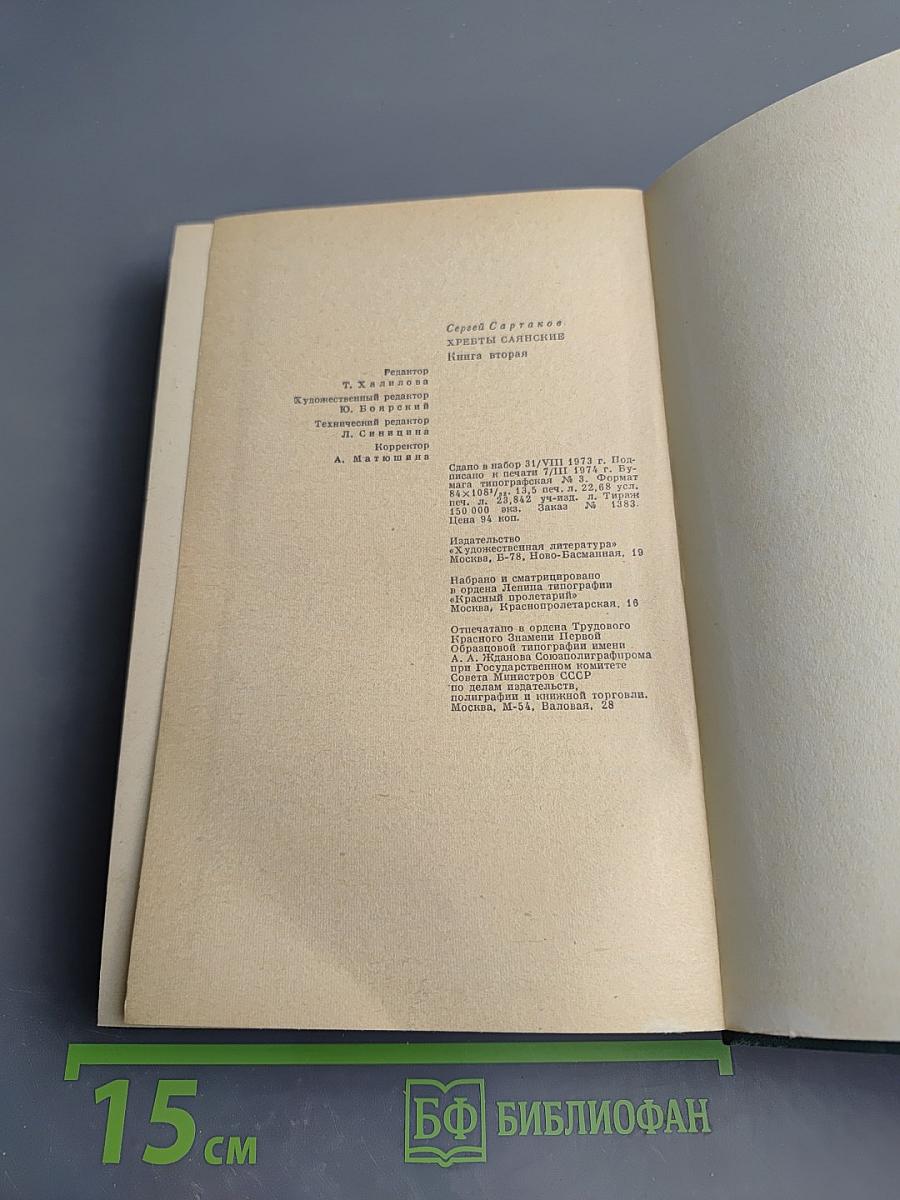 Сергей Сартаков
ХРЕБТЫ САЯНСКИЕ
Книга вторая
Редактор
Т. Халилова
Художественный редактор
Ю. Боярский
Технический редактор
Л. Синицина
Корректор
А. Матюшина
Сдано в набор 31/VIII 1973 г. Под-
писано к печати 7/III 1974 г. Бу-
мага типографская № 3. Формат
84×108¹/₃₂. 13,5 печ. л. 22,68 усл.
печ. л. 23,842 уч-изд. л. Тираж
150 000 экз. Заказ № 1383.
Цена 94 коп.
Издательство
«Художественная литература»
Москва, Б-78, Ново-Басманная, 19
Набрано и сматрицировано
в ордена Ленина типографии
«Красный пролетарий»
Москва, Краснопролетарская, 16
Отпечатано в ордена Трудового
Красного Знамени Первой
Образцовой типографии имени
А. А. Жданова Союзполиграфпрома
при Государственном комитете
Совета Министров СССР
по делам издательств,
полиграфии и книжной торговли.
Москва, М-54, Валовая, 28
15 см
БФ БИБЛИОФАН